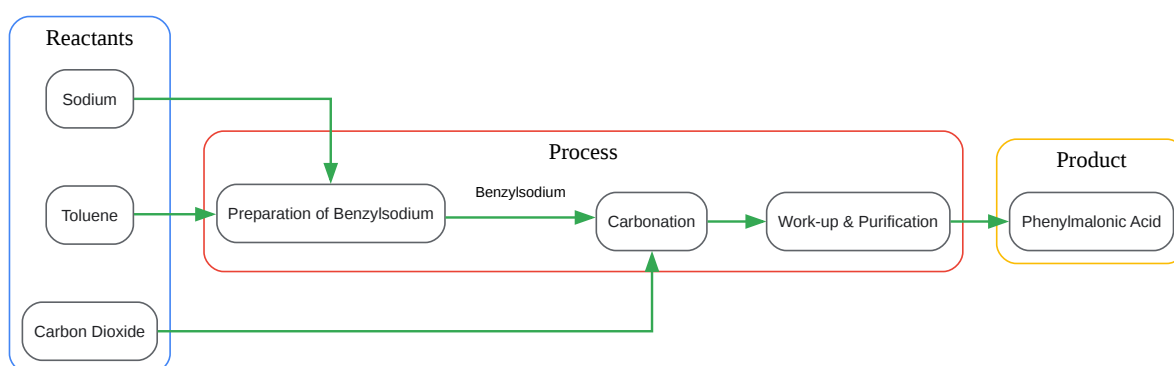 Reactants
Sodium
Toluene
Carbon Dioxide
Process
Preparation of Benzylsodium
Benzylsodium
Carbonation
Work-up & Purification
Product
Phenylmalonic Acid